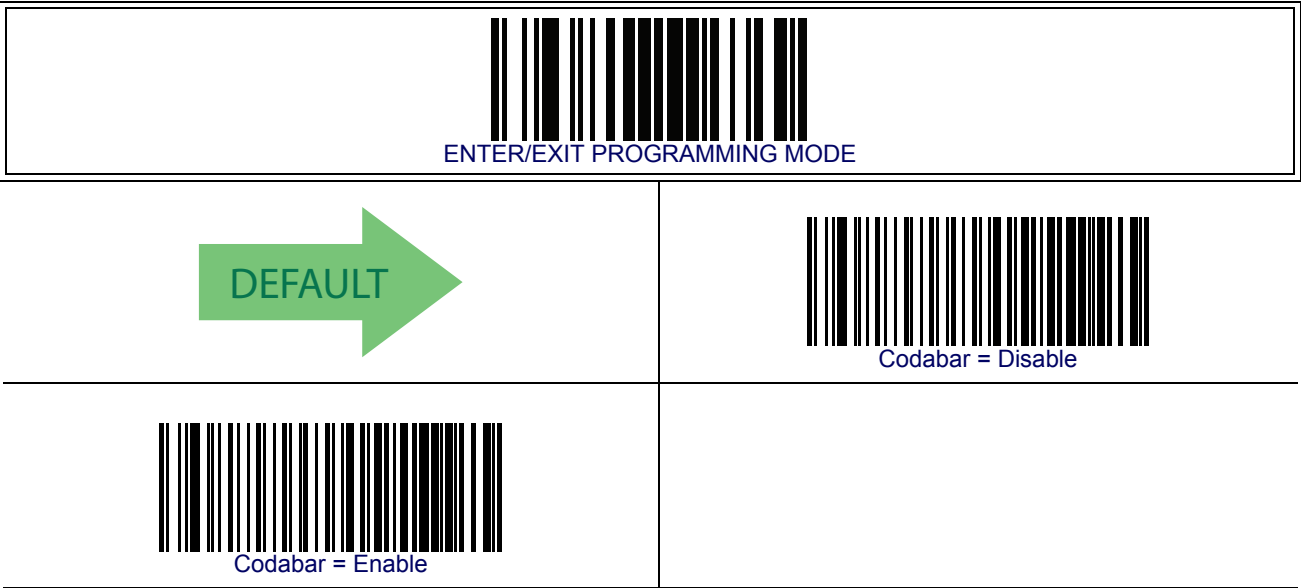 ENTER/EXIT PROGRAMMING MODE
DEFAULT
Codabar = Disable
Codabar = Enable